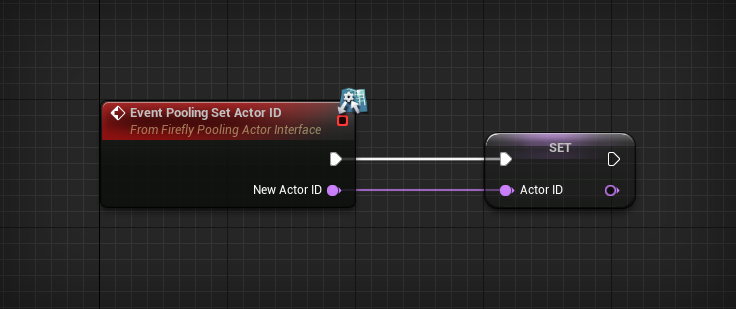 Event Pooling Set Actor ID
From Firefly Pooling Actor Interface
SET
New Actor ID
Actor ID